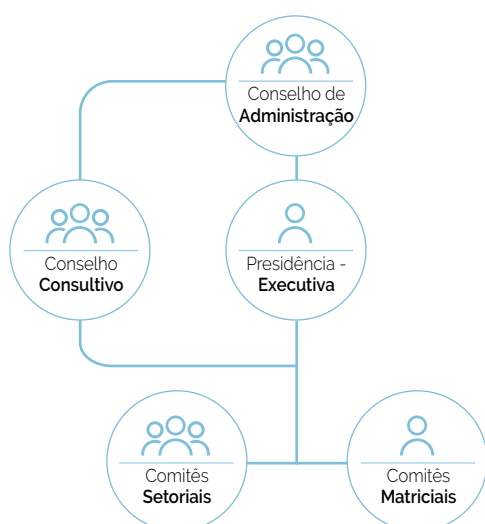 Conselho de
Administração
Conselho
Consultivo
Presidência -
Executiva
Comitês
Setoriais
Comitês
Matriciais